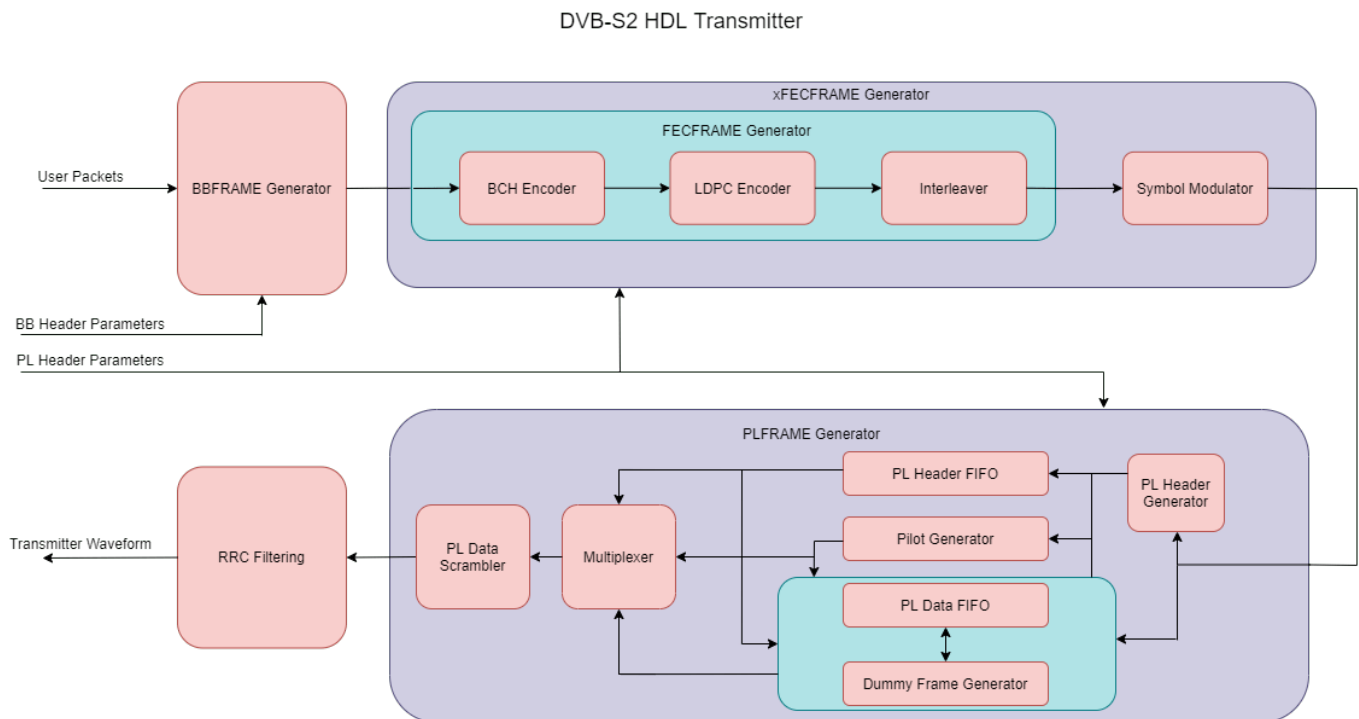 DVB-S2 HDL Transmitter
xFECFRAME Generator
FECFRAME Generator
User Packets
BBFRAME Generator
BCH Encoder
LDPC Encoder
Interleaver
Symbol Modulator
BB Header Parameters
PL Header Parameters
PLFRAME Generator
PL Header FIFO
PL Header
Generator
Transmitter Waveform
RRC Filtering
PL Data
Scrambler
Multiplexer
Pilot Generator
PL Data FIFO
Dummy Frame Generator